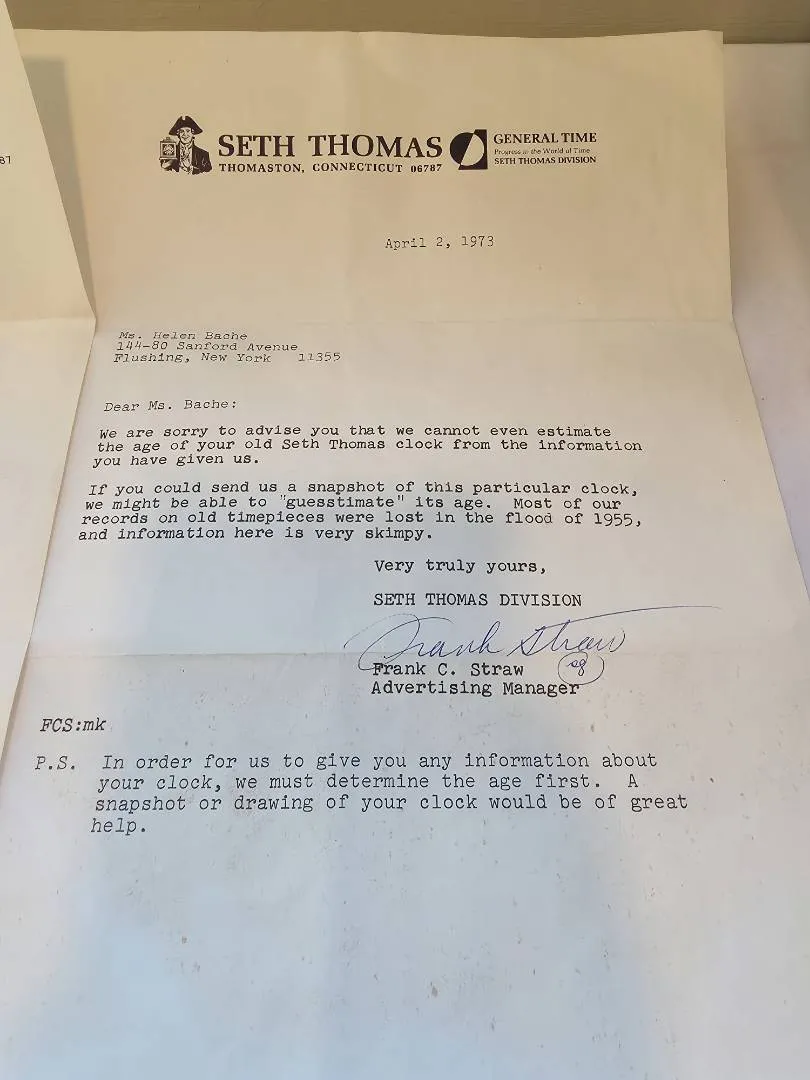 87
SETH THOMAS
THOMASTON, CONNECTICUT 06787
GENERAL TIME
Progress in the World of Time
SETH THOMAS DIVISION
April 2, 1973
Ms. Helen Bache
144-80 Sanford Avenue
Flushing, New York 11355
Dear Ms. Bache:
We are sorry to advise you that we cannot even estimate
the age of your old Seth Thomas clock from the information
you have given us.
If you could send us a snapshot of this particular clock,
we might be able to "guesstimate" its age. Most of our
records on old timepieces were lost in the flood of 1955,
and information here is very skimpy.
Very truly yours,
SETH THOMAS DIVISION
Frank Straw
Frank C. Straw
Advertising Manager
FCS:mk
P.S. In order for us to give you any information about
your clock, we must determine the age first. A
snapshot or drawing of your clock would be of great
help.